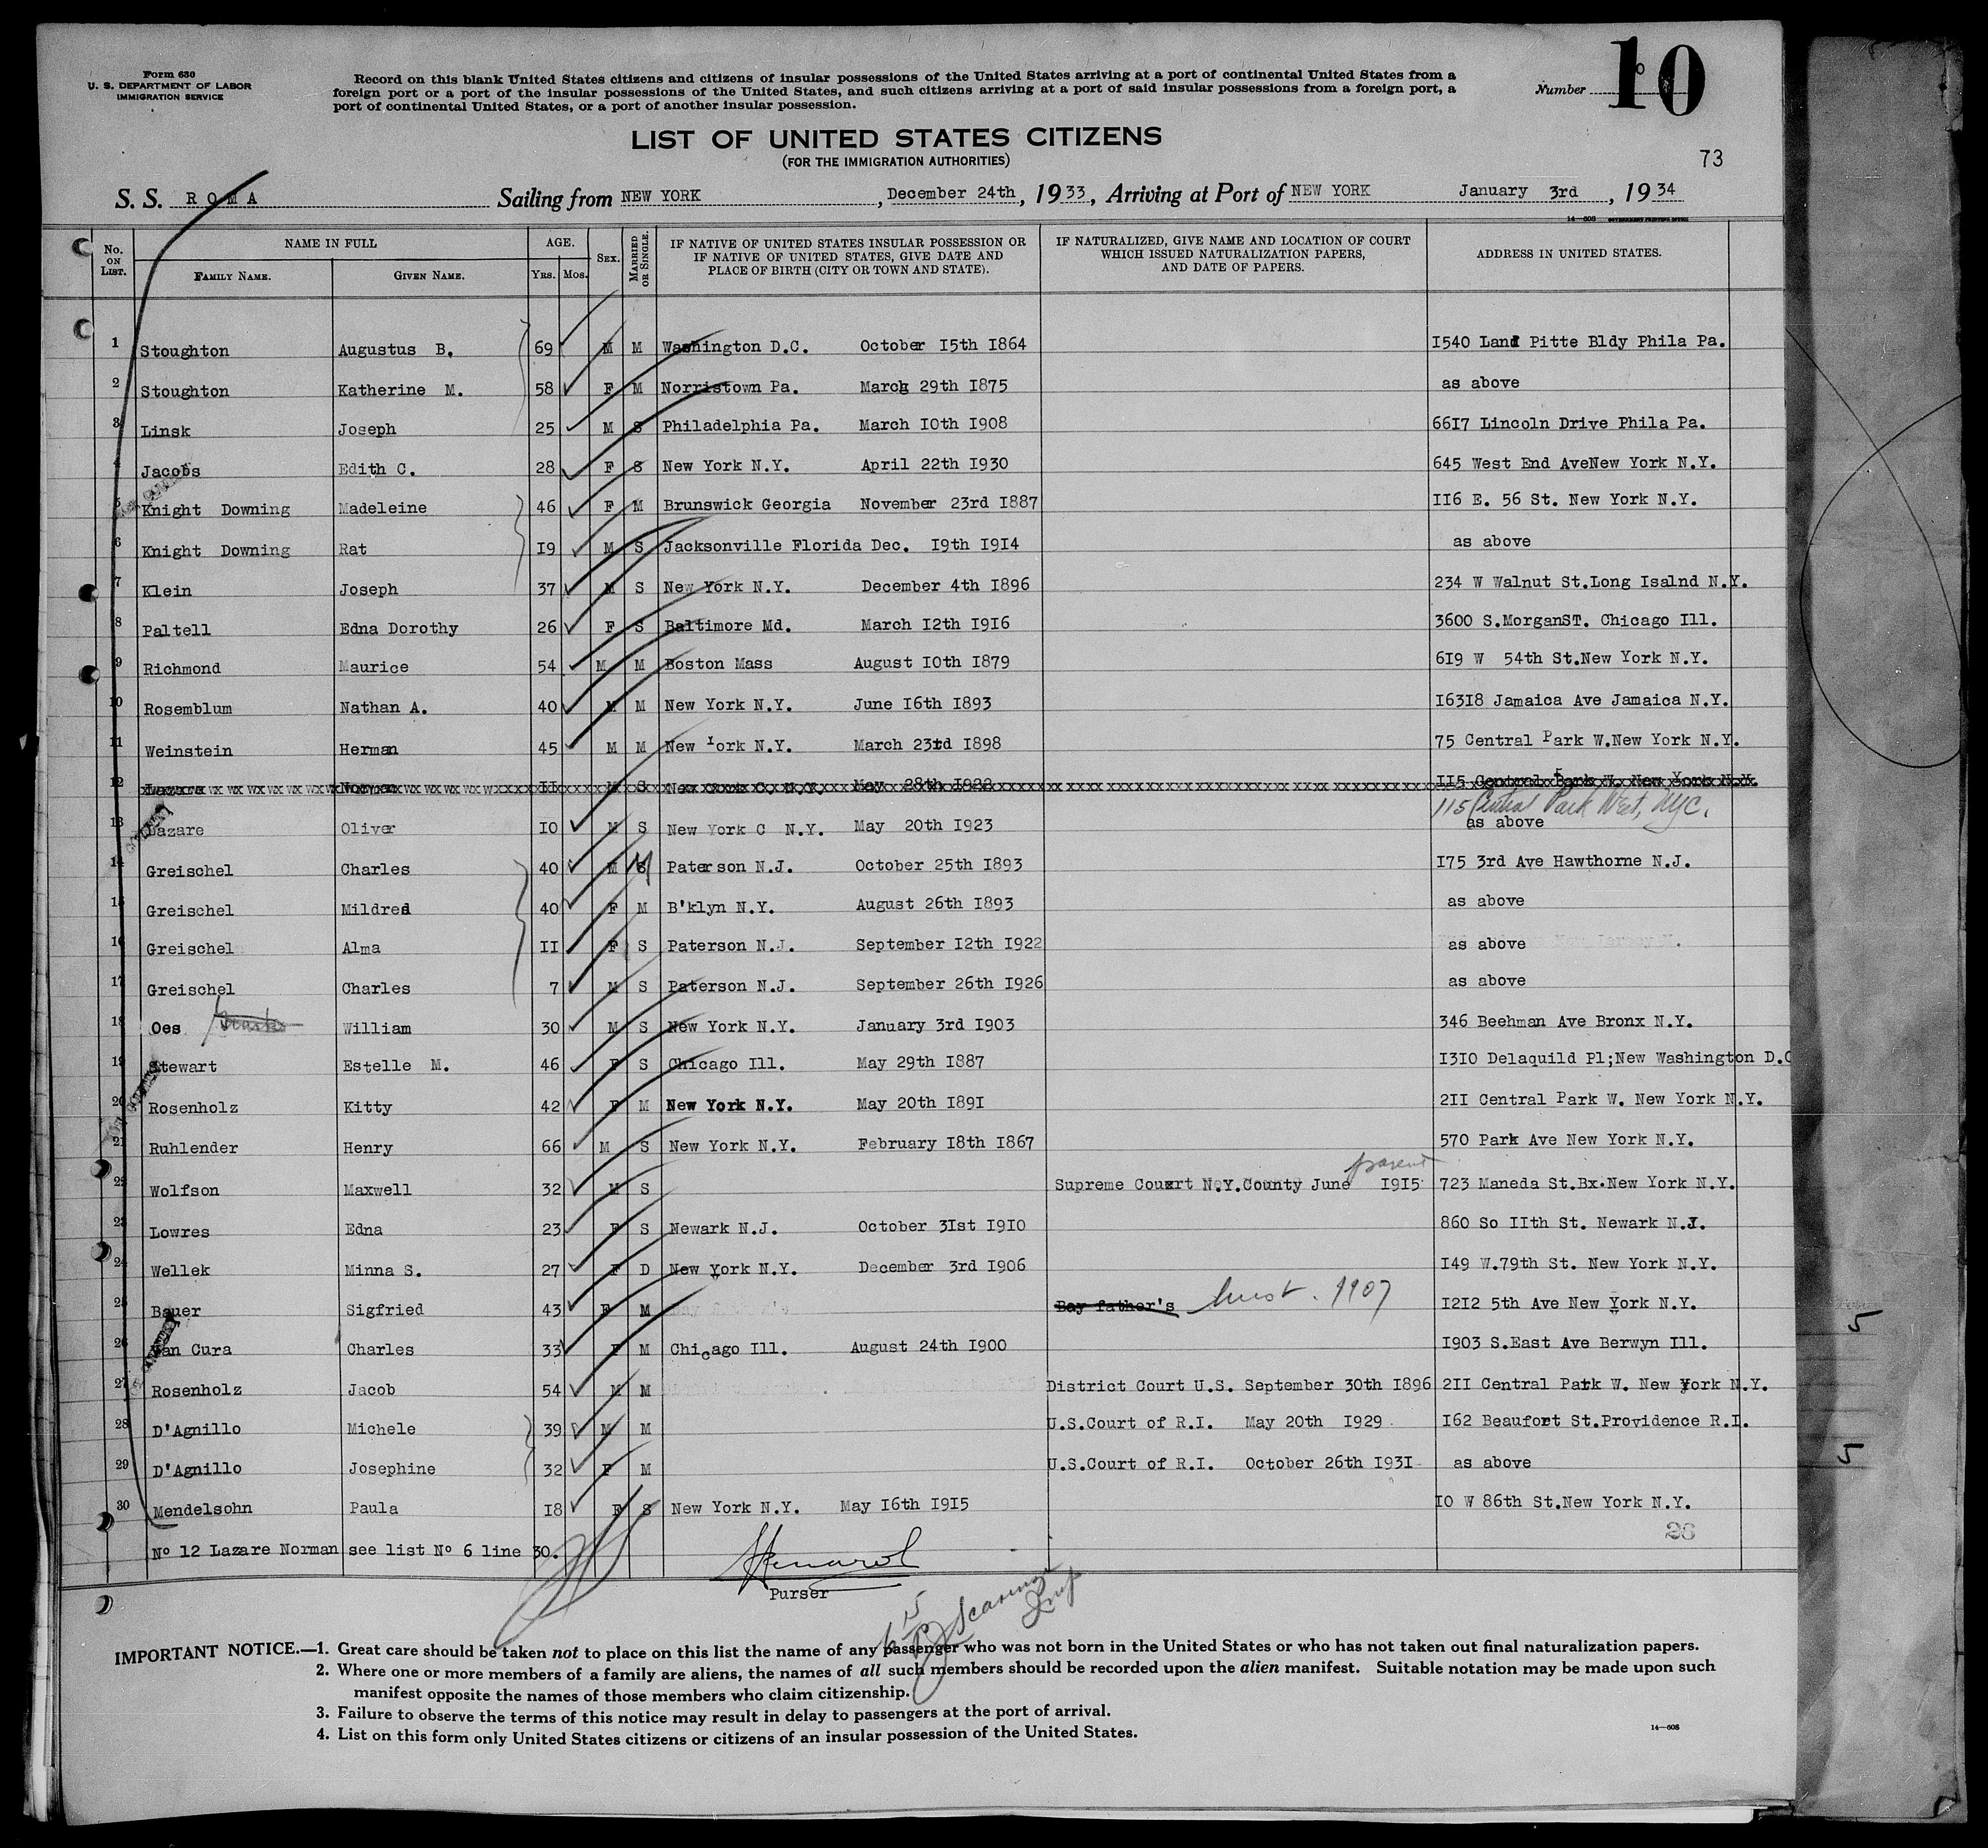 Form 630
U. S. DEPARTMENT OF LABOR
IMMIGRATION SERVICE
Record on this blank United States citizens and citizens of insular possessions of the United States arriving at a port of continental United States from a
foreign port or a port of the insular possessions of the United States, and such citizens arriving at a port of said insular possessions from a foreign port, a
port of continental United States, or a port of another insular possession.
Number 10
LIST OF UNITED STATES CITIZENS
(FOR THE IMMIGRATION AUTHORITIES)
73
S. S. ROMA Sailing from NEW YORK, December 24th, 1933, Arriving at Port of NEW YORK January 3rd, 1934
14-608 GOVERNMENT PRINTING OFFICE
No. ON LIST. NAME IN FULL FAMILY NAME. GIVEN NAME. AGE. YRS. MOS. SEX. MARRIED OR SINGLE. IF NATIVE OF UNITED STATES INSULAR POSSESSION OR IF NATIVE OF UNITED STATES, GIVE DATE AND PLACE OF BIRTH (CITY OR TOWN AND STATE). IF NATURALIZED, GIVE NAME AND LOCATION OF COURT WHICH ISSUED NATURALIZATION PAPERS, AND DATE OF PAPERS. ADDRESS IN UNITED STATES.
1 Stoughton Augustus B. 69 M M Washington D.C. October 15th 1864 1540 Land Pitte Bldy Phila Pa.
2 Stoughton Katherine M. 58 F M Norristown Pa. March 29th 1875 as above
3 Linsk Joseph 25 M S Philadelphia Pa. March 10th 1908 6617 Lincoln Drive Phila Pa.
4 Jacobs Edith C. 28 F S New York N.Y. April 22th 1930 645 West End AveNew York N.Y.
5 Knight Downing Madeleine 46 F M Brunswick Georgia November 23rd 1887 116 E. 56 St. New York N.Y.
6 Knight Downing Rat 19 M S Jacksonville Florida Dec. 19th 1914 as above
7 Klein Joseph 37 M S New York N.Y. December 4th 1896 234 W Walnut St.Long Isalnd N.Y.
8 Paltell Edna Dorothy 26 F S Baltimore Md. March 12th 1916 3600 S.MorganST. Chicago Ill.
9 Richmond Maurice 54 M M Boston Mass August 10th 1879 619 W 54th St.New York N.Y.
10 Rosemblum Nathan A. 40 M M New York N.Y. June 16th 1893 16318 Jamaica Ave Jamaica N.Y.
11 Weinstein Herman 45 M M New York N.Y. March 23td 1898 75 Central Park W.New York N.Y.
12 Lazare Norman 11 M S New York C N.Y. May 28th 1922 115 Central Park W. New York N.Y.
115 Central Park West, NYC.
13 Lazare Oliver 10 M S New York C N.Y. May 20th 1923 as above
14 Greischel Charles 40 M M Paterson N.J. October 25th 1893 175 3rd Ave Hawthorne N.J.
15 Greischel Mildred 40 F M B'klyn N.Y. August 26th 1893 as above
16 Greischel Alma 11 F S Paterson N.J. September 12th 1922 as above
17 Greischel Charles 7 M S Paterson N.J. September 26th 1926 as above
18 Oes William 30 M S New York N.Y. January 3rd 1903 346 Beehman Ave Bronx N.Y.
19 Stewart Estelle M. 46 F S Chicago Ill. May 29th 1887 1310 Delaquild Pl;New Washington D.C
20 Rosenholz Kitty 42 F M New York N.Y. May 20th 1891 211 Central Park W. New York N.Y.
21 Ruhlender Henry 66 M S New York N.Y. February 18th 1867 570 Park Ave New York N.Y.
parent
22 Wolfson Maxwell 32 M S Supreme Couert N.Y.County June 1915 723 Maneda St.Bx.New York N.Y.
23 Lowres Edna 23 F S Newark N.J. October 31st 1910 860 So 11th St. Newark N.J.
24 Wellek Minna S. 27 F D New York N.Y. December 3rd 1906 149 W.79th St. New York N.Y.
25 Bauer Sigfried 43 F M Bay father's 1907 1212 5th Ave New York N.Y.
26 Van Cura Charles 33 F M Chicago Ill. August 24th 1900 1903 S.East Ave Berwyn Ill.
27 Rosenholz Jacob 54 M M District Court U.S. September 30th 1896 211 Central Park W. New York N.Y.
28 D'Agnillo Michele 39 M M U.S.Court of R.I. May 20th 1929 162 Beaufort St.Providence R.I.
29 D'Agnillo Josephine 32 F M U.S.Court of R.I. October 26th 1931 as above
30 Mendelsohn Paula 18 F S New York N.Y. May 16th 1915 10 W 86th St.New York N.Y.
Nº 12 Lazare Norman see list Nº 6 line 30.
Purser
IMPORTANT NOTICE.—1. Great care should be taken not to place on this list the name of any passenger who was not born in the United States or who has not taken out final naturalization papers.
2. Where one or more members of a family are aliens, the names of all such members should be recorded upon the alien manifest. Suitable notation may be made upon such
manifest opposite the names of those members who claim citizenship.
3. Failure to observe the terms of this notice may result in delay to passengers at the port of arrival.
4. List on this form only United States citizens or citizens of an insular possession of the United States.
14-608
5
5